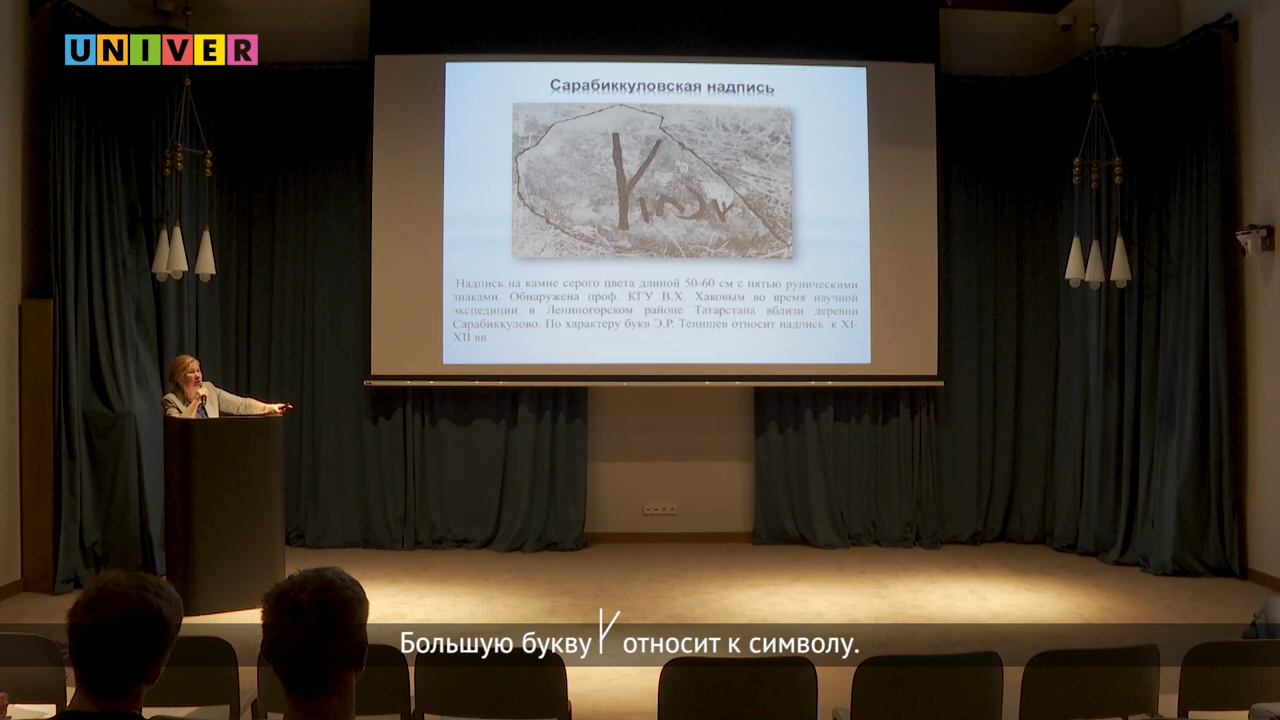 UNIVER
Сарабиккуловская надпись
Надпись на камне серого цвета длиной 50-60 см с пятью руническими
знаками. Обнаружена проф. КГУ В.Х. Хаковым во время научной
экспедиции в Лениногорском районе Татарстана вблизи деревни
Сарабиккулово. По характеру букв Э.Р. Тенишев относит надпись к XI-
XII вв.
Большую букву относит к символу.